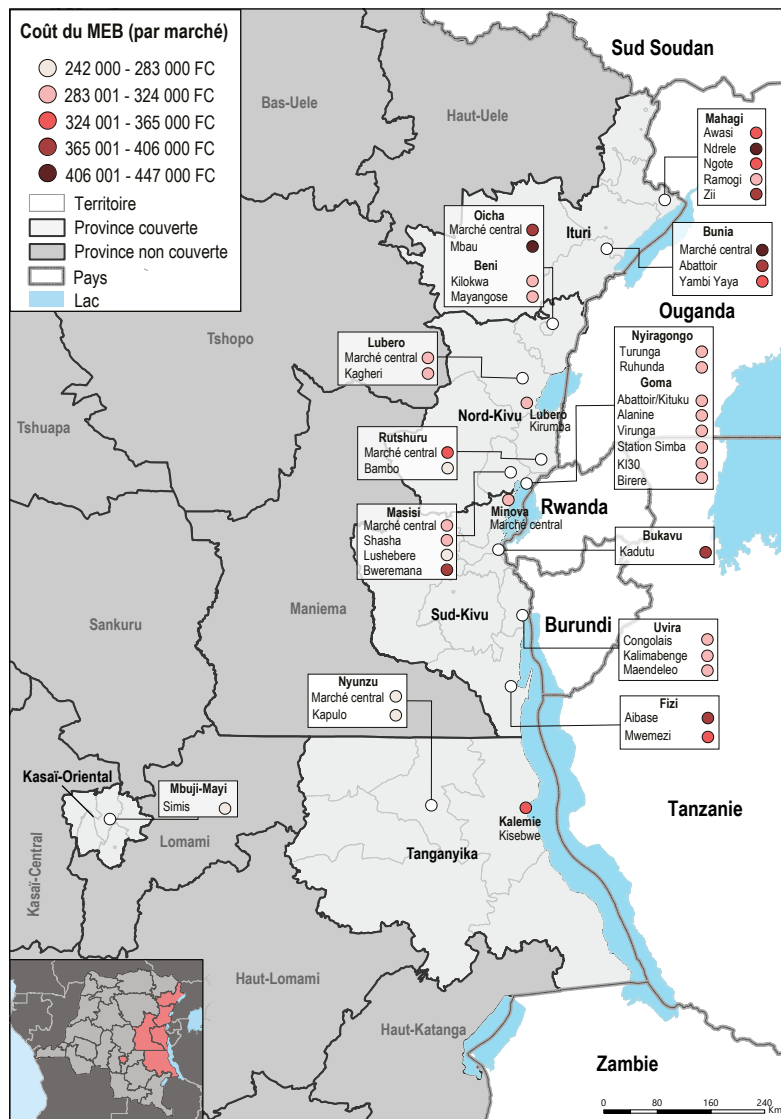 Coût du MEB (par marché)
242 000 - 283 000 FC
283 001 - 324 000 FC
324 001 - 365 000 FC
365 001 - 406 000 FC
406 001 - 447 000 FC
Territoire
Province couverte
Province non couverte
Pays
Lac
Sud Soudan
Bas-Uele
Haut-Uele
Mahagi
Awasi
Ndrele
Ngote
Ramogi
Zii
Oicha
Marché central
Mbau
Beni
Kilokwa
Mayangose
Ituri
Bunia
Marché central
Abattoir
Yambi Yaya
Ouganda
Tshopo
Lubero
Marché central
Kagheri
Nyiragongo
Turunga
Ruhunda
Goma
Abattoir/Kituku
Alanine
Virunga
Station Simba
KI30
Birere
Tshuapa
Nord-Kivu
Lubero
Kirumba
Rutshuru
Marché central
Bambo
Masisi
Marché central
Shasha
Lushebere
Bweremana
Minova
Marché central
Rwanda
Bukavu
Kadutu
Maniema
Sankuru
Sud-Kivu
Burundi
Uvira
Congolais
Kalimabenge
Maendeleo
Nyunzu
Marché central
Kapulo
Fizi
Aibase
Mwemezi
Kasaï-Oriental
Mbuji-Mayi
Simis
Lomami
Kasaï-Central
Kalemie
Kisebwe
Tanzanie
Tanganyika
Haut-Lomami
Haut-Katanga
Zambie
0 80 160 240
Km